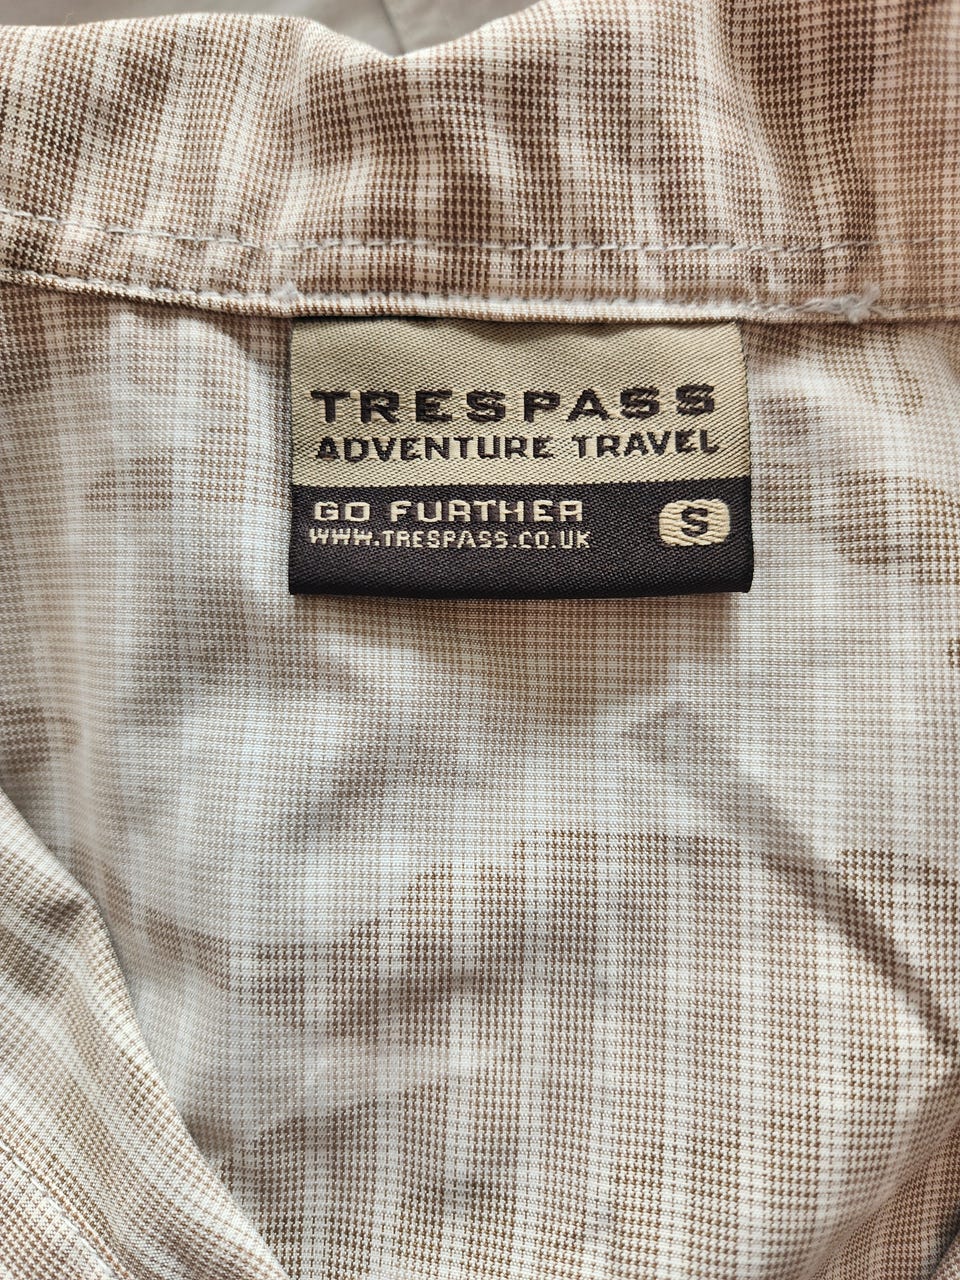 TRESPASS
ADVENTURE TRAVEL
GO FURTHER
WWW.TRESPASS.CO.UK
S